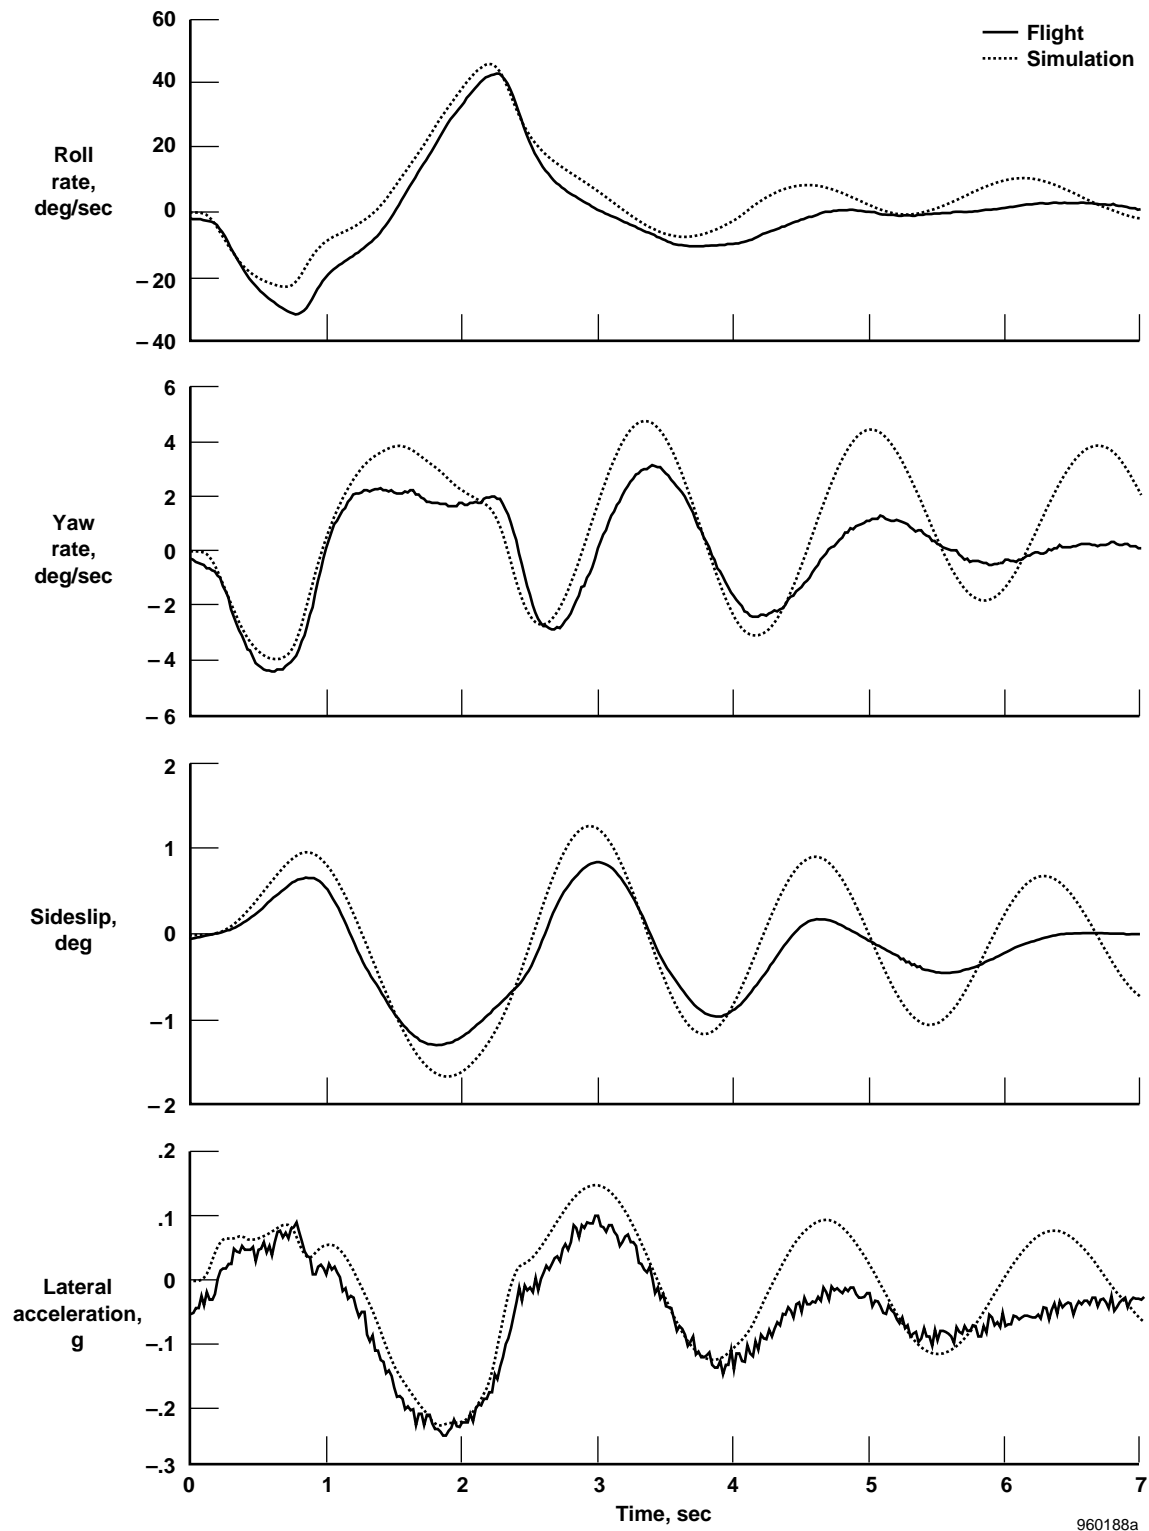 60
Flight
Simulation
40
20
Roll
rate,
deg/sec
0
–20
–40
6
4
2
Yaw
rate,
deg/sec
0
–2
–4
–6
2
1
Sideslip,
deg
0
–1
–2
.2
.1
0
Lateral
acceleration,
g
–.1
–.2
–.3
0 1 2 3 4 5 6 7
Time, sec
960188a